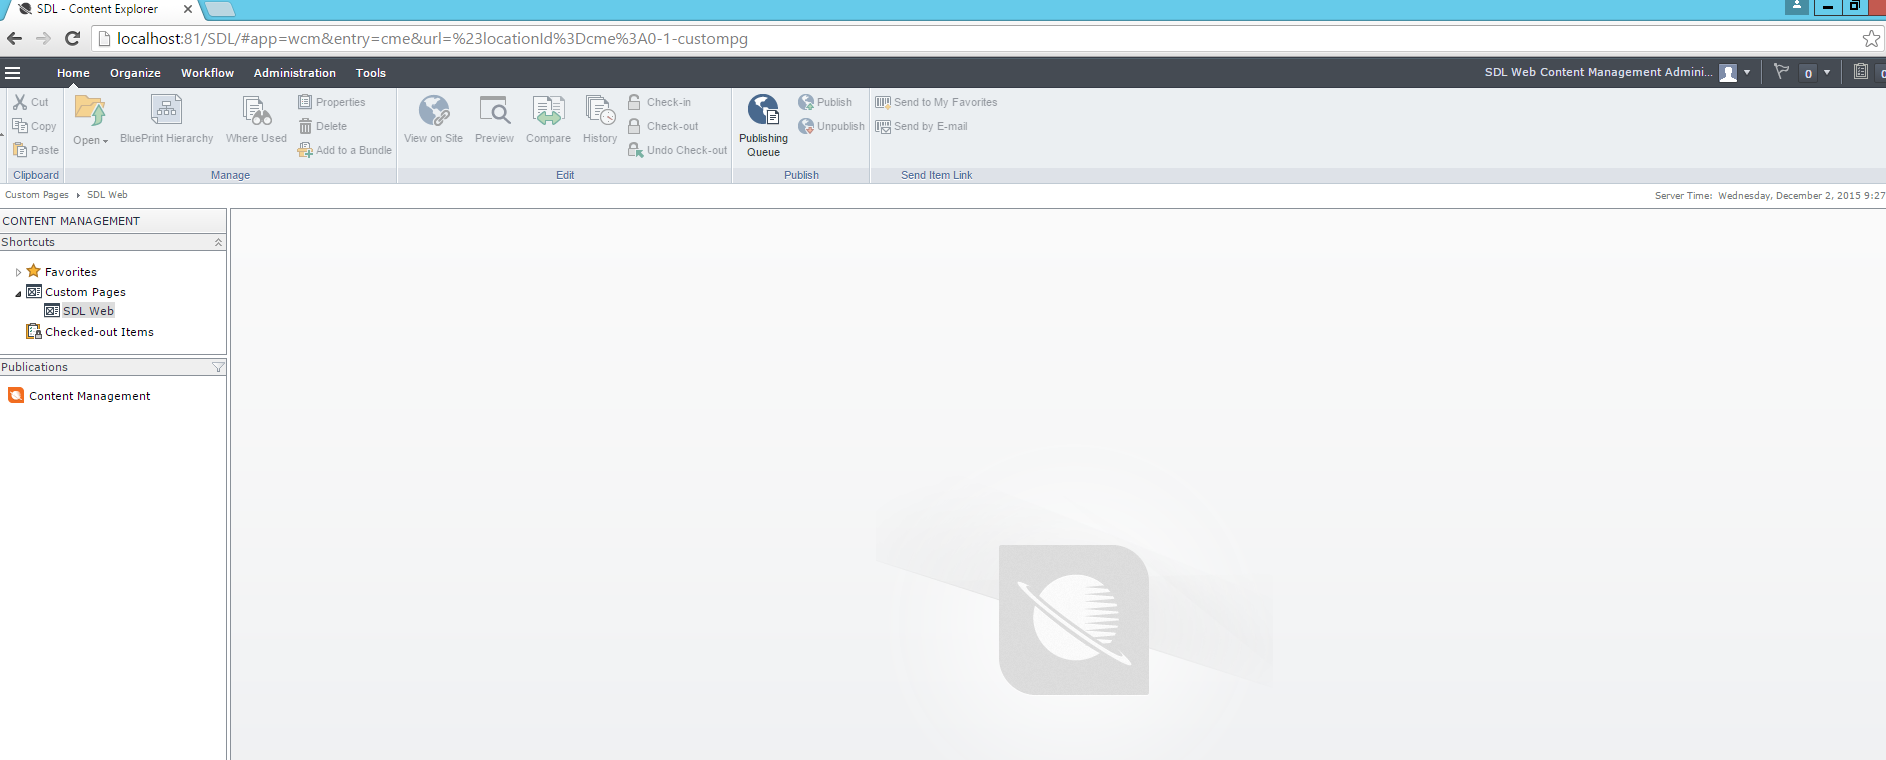 SDL - Content Explorer
localhost:81/SDL/#app=wcm&entry=cme&url=%23locationId%3Dcme%3A0-1-custompg
Home Organize Workflow Administration Tools
SDL Web Content Management Admini... 0 0
Cut
Copy
Paste
Clipboard
Open
BluePrint Hierarchy
Where Used
Properties
Delete
Add to a Bundle
Manage
View on Site
Preview
Compare
History
Check-in
Check-out
Undo Check-out
Edit
Publishing
Queue
Publish
Unpublish
Publish
Send to My Favorites
Send by E-mail
Send Item Link
Custom Pages SDL Web
Server Time: Wednesday, December 2, 2015 9:27
CONTENT MANAGEMENT
Shortcuts
Favorites
Custom Pages
SDL Web
Checked-out Items
Publications
Content Management